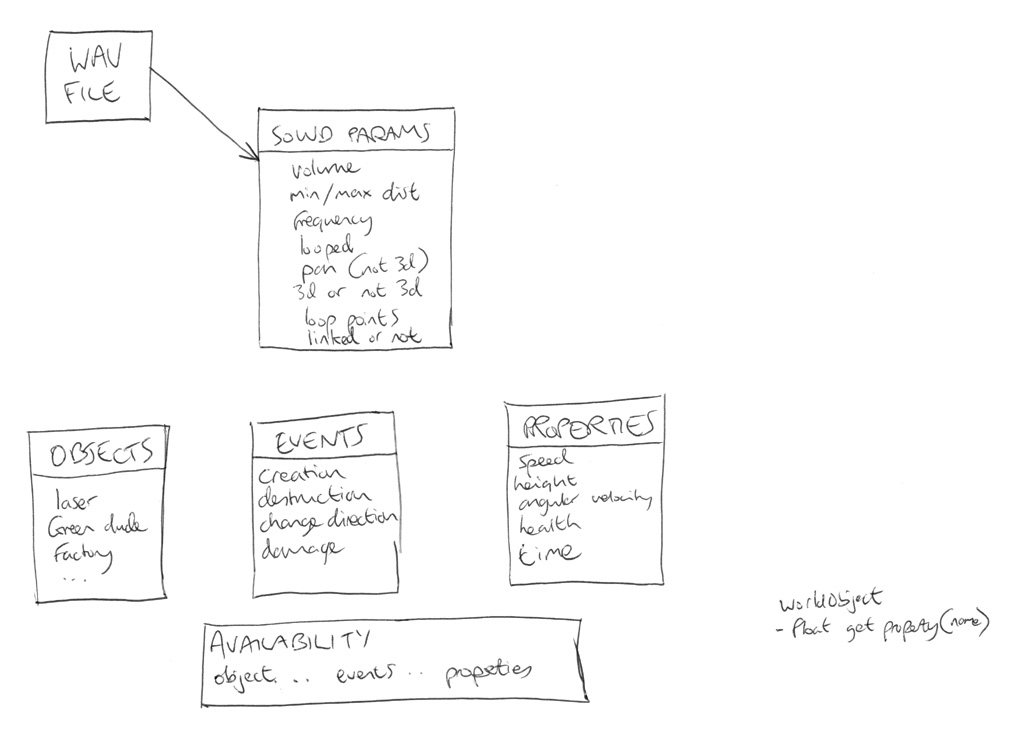 WAV
FILE
SOUND PARAMS
volume
min/max dist
frequency
looped
pan (not 3d)
3d or not 3d
loop points
linked or not
OBJECTS
laser
Green dude
Factory
...
EVENTS
creation
destruction
change direction
damage
PROPERTIES
speed
height
angular velocity
health
time
AVAILABILITY
object... events... properties
WorldObject
- float get property(name)